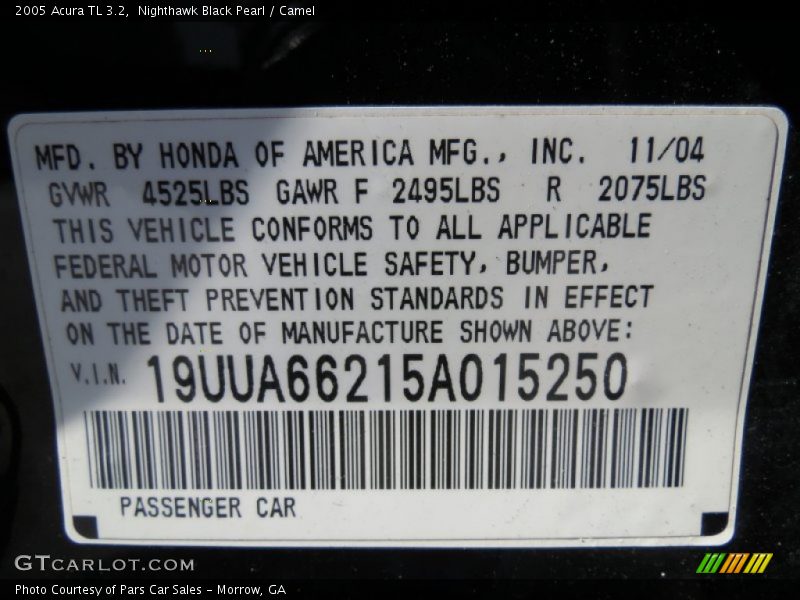 2005 Acura TL 3.2,  Nighthawk Black Pearl / Camel
MFD. BY HONDA OF AMERICA MFG., INC. 11/04
GVWR 4525LBS GAWR F 2495LBS R 2075LBS
THIS VEHICLE CONFORMS TO ALL APPLICABLE
FEDERAL MOTOR VEHICLE SAFETY, BUMPER,
AND THEFT PREVENTION STANDARDS IN EFFECT
ON THE DATE OF MANUFACTURE SHOWN ABOVE:
V.I.N. 19UUA66215A015250
PASSENGER CAR
GTCARLOT.COM
Photo Courtesy of Pars Car Sales - Morrow, GA